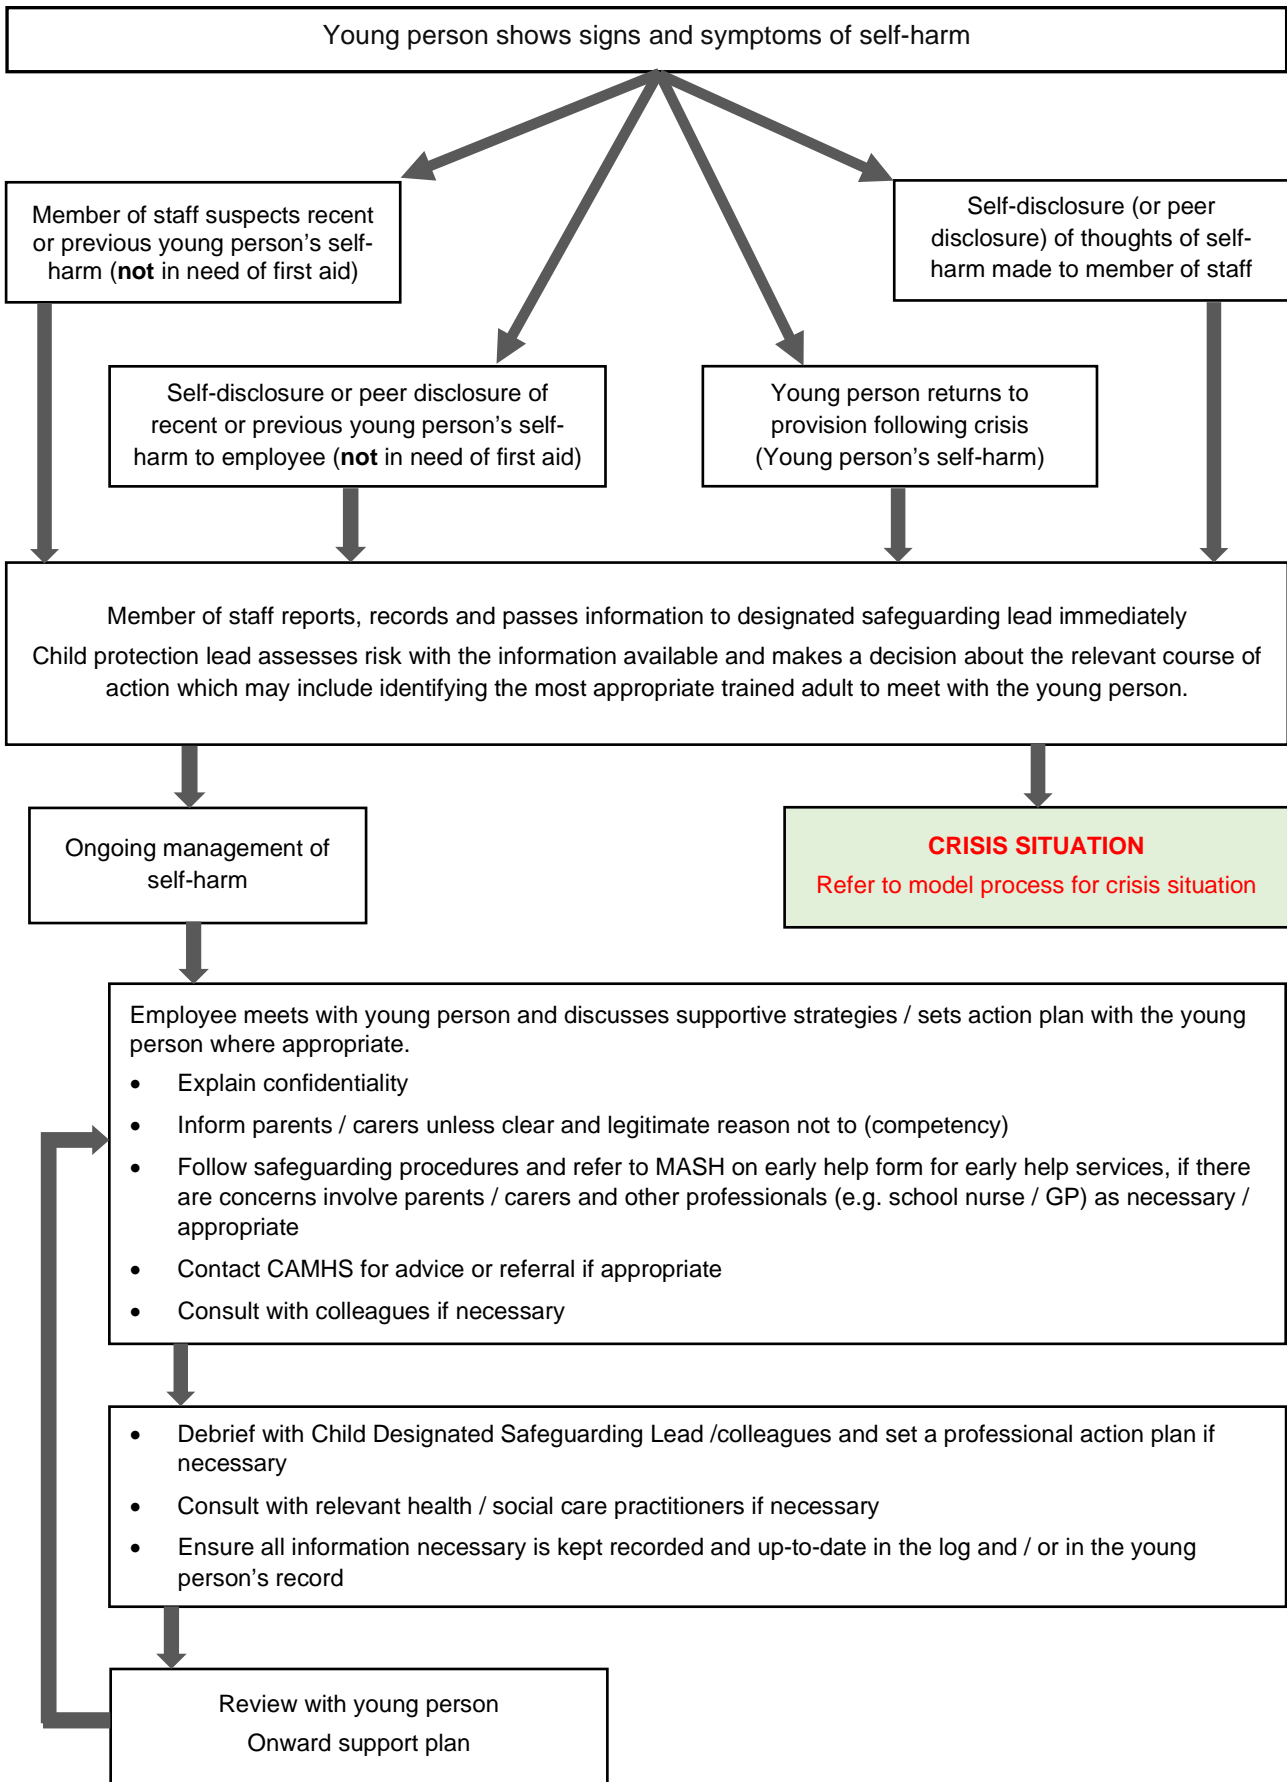 Young person shows signs and symptoms of self-harm
Member of staff suspects recent
or previous young person’s self-
harm (not in need of first aid)
Self-disclosure (or peer
disclosure) of thoughts of self-
harm made to member of staff
Self-disclosure or peer disclosure of
recent or previous young person’s self-
harm to employee (not in need of first aid)
Young person returns to
provision following crisis
(Young person’s self-harm)
Member of staff reports, records and passes information to designated safeguarding lead immediately
Child protection lead assesses risk with the information available and makes a decision about the relevant course of
action which may include identifying the most appropriate trained adult to meet with the young person.
Ongoing management of
self-harm
CRISIS SITUATION
Refer to model process for crisis situation
Employee meets with young person and discusses supportive strategies / sets action plan with the young
person where appropriate.
• Explain confidentiality
• Inform parents / carers unless clear and legitimate reason not to (competency)
• Follow safeguarding procedures and refer to MASH on early help form for early help services, if there
are concerns involve parents / carers and other professionals (e.g. school nurse / GP) as necessary /
appropriate
• Contact CAMHS for advice or referral if appropriate
• Consult with colleagues if necessary
• Debrief with Child Designated Safeguarding Lead /colleagues and set a professional action plan if
necessary
• Consult with relevant health / social care practitioners if necessary
• Ensure all information necessary is kept recorded and up-to-date in the log and / or in the young
person’s record
Review with young person
Onward support plan